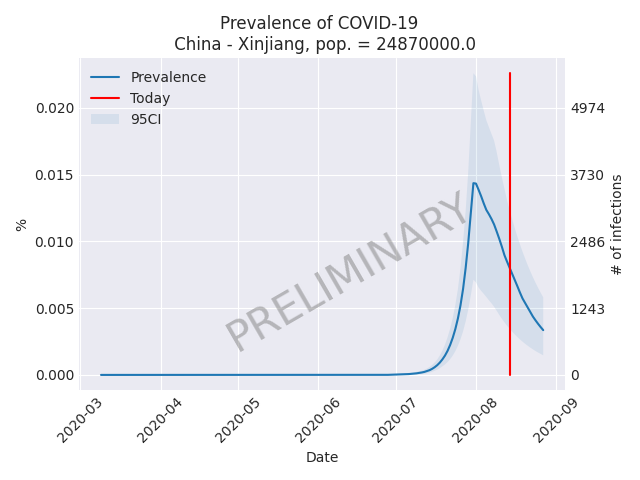 Prevalence of COVID-19
China - Xinjiang, pop. = 24870000.0
Prevalence
Today
95CI
0.020
0.015
0.010
0.005
0.000
%
4974
3730
2486
1243
0
# of infections
PRELIMINARY
2020-03
2020-04
2020-05
2020-06
2020-07
2020-08
2020-09
Date